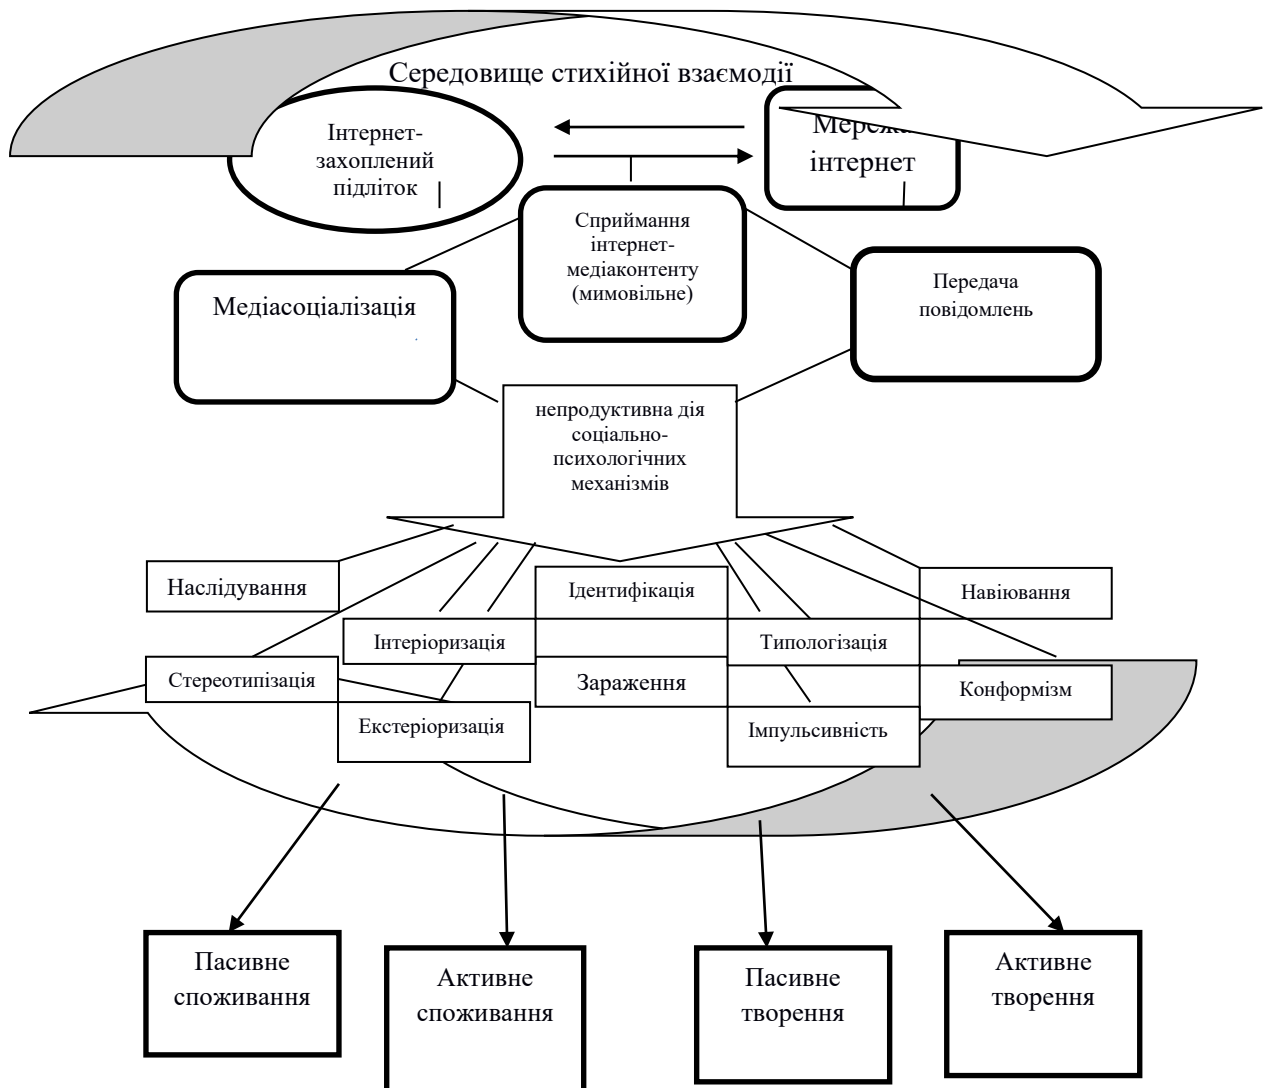 Середовище стихійної взаємодії
Інтернет-
захоплений
підліток
Мережа
інтернет
Сприймання
інтернет-
медіаконтенту
(мимовільне)
Медіасоціалізація
Передача
повідомлень
непродуктивна дія
соціально-
психологічних
механізмів
Наслідування
Ідентифікація
Навіювання
Інтеріоризація
Типологізація
Стереотипізація
Зараження
Конформізм
Екстеріоризація
Імпульсивність
Пасивне
споживання
Активне
споживання
Пасивне
творення
Активне
творення